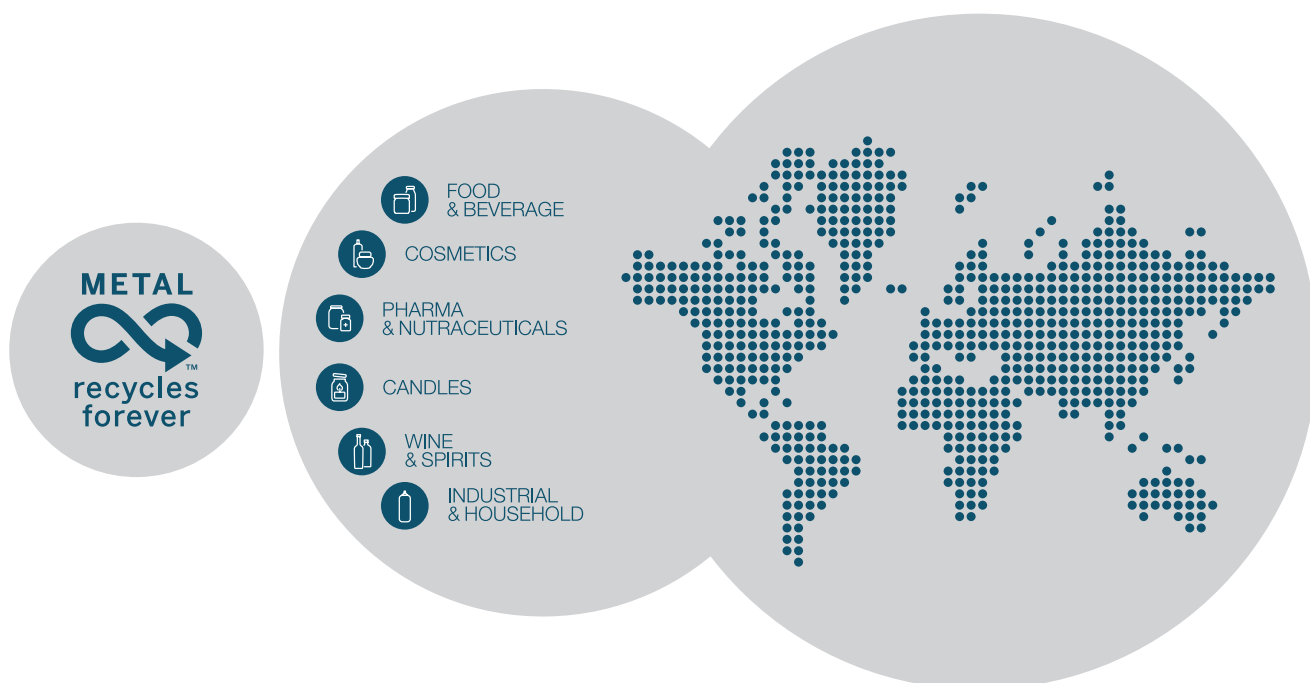 METAL
™
recycles
forever
FOOD
& BEVERAGE
COSMETICS
PHARMA
& NUTRACEUTICALS
CANDLES
WINE
& SPIRITS
INDUSTRIAL
& HOUSEHOLD